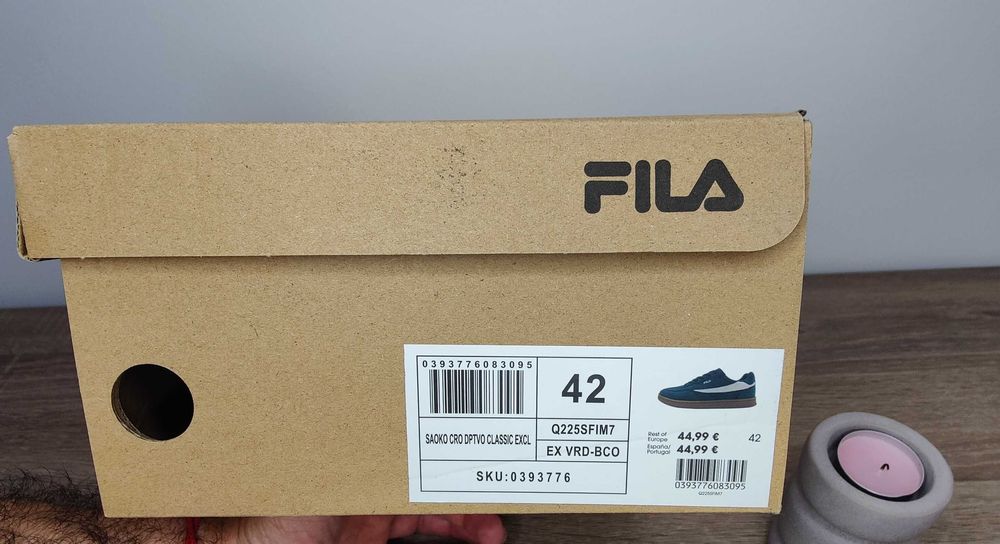 FILA
0393776083095
42
Q225SFIM7
SAOKO CRO DPTVO CLASSIC EXCL
EX VRD-BCO
SKU:0393776
FILA
Rest of Europe 44,99 € 42
España/ Portugal 44,99 €
0393776083095
Q225SFIM7